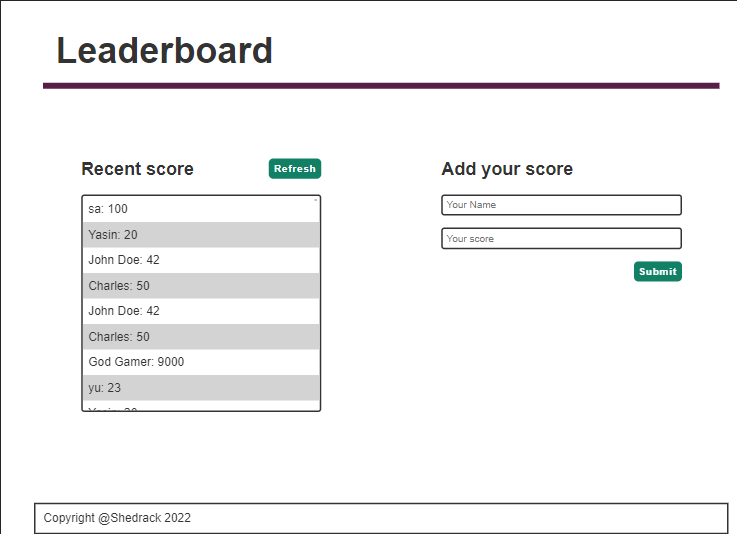 Leaderboard
Recent score
Refresh
sa: 100
Yasin: 20
John Doe: 42
Charles: 50
John Doe: 42
Charles: 50
God Gamer: 9000
yu: 23
Add your score
Your Name
Your score
Submit
Copyright @Shedrack 2022